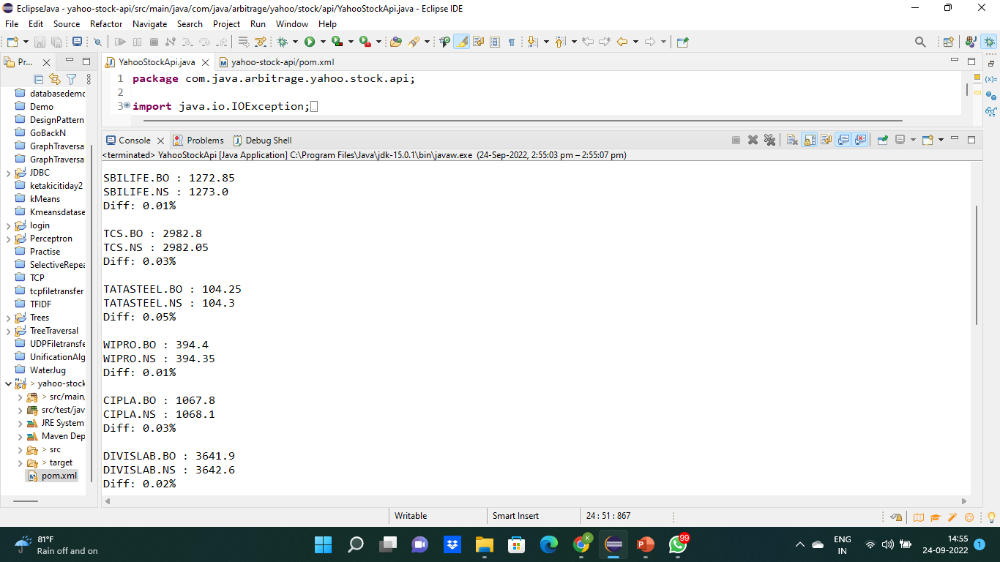 EclipseJava - yahoo-stock-api/src/main/java/com/java/arbitrage/yahoo/stock/api/YahooStockApi.java - Eclipse IDE
File Edit Source Refactor Navigate Search Project Run Window Help
Pr...
databasedemo
Demo
DesignPattern
GoBackN
GraphTraversa
GraphTraversa
JDBC
ketakicitiday2
kMeans
Kmeansdatase
login
Perceptron
Practise
SelectiveRepea
TCP
tcpfiletransfer
TFIDF
Trees
TreeTraversal
UDPFiletransfe
UnificationAlg
WaterJug
> yahoo-stock
> src/main
src/test/jav
JRE System
Maven Dep
> src
> target
pom.xml
YahooStockApi.java yahoo-stock-api/pom.xml
1 package com.java.arbitrage.yahoo.stock.api;
2
3 import java.io.IOException;
Console Problems Debug Shell
<terminated> YahooStockApi [Java Application] C:\Program Files\Java\jdk-15.0.1\bin\javaw.exe (24-Sep-2022, 2:55:03 pm – 2:55:07 pm)
SBILIFE.BO : 1272.85
SBILIFE.NS : 1273.0
Diff: 0.01%
TCS.BO : 2982.8
TCS.NS : 2982.05
Diff: 0.03%
TATASTEEL.BO : 104.25
TATASTEEL.NS : 104.3
Diff: 0.05%
WIPRO.BO : 394.4
WIPRO.NS : 394.35
Diff: 0.01%
CIPLA.BO : 1067.8
CIPLA.NS : 1068.1
Diff: 0.03%
DIVISLAB.BO : 3641.9
DIVISLAB.NS : 3642.6
Diff: 0.02%
Writable Smart Insert 24 : 51 : 867
81°F
Rain off and on
K
99
ENG
IN
14:55
24-09-2022
1